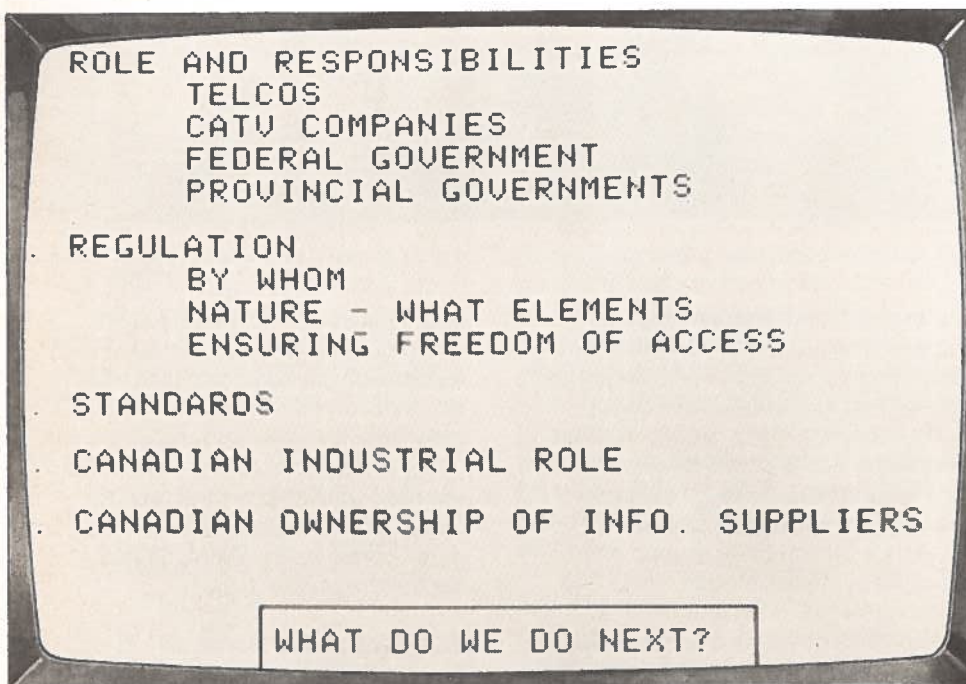 ROLE AND RESPONSIBILITIES
TELCOS
CATV COMPANIES
FEDERAL GOVERNMENT
PROVINCIAL GOVERNMENTS
. REGULATION
BY WHOM
NATURE - WHAT ELEMENTS
ENSURING FREEDOM OF ACCESS
. STANDARDS
. CANADIAN INDUSTRIAL ROLE
. CANADIAN OWNERSHIP OF INFO. SUPPLIERS
WHAT DO WE DO NEXT?